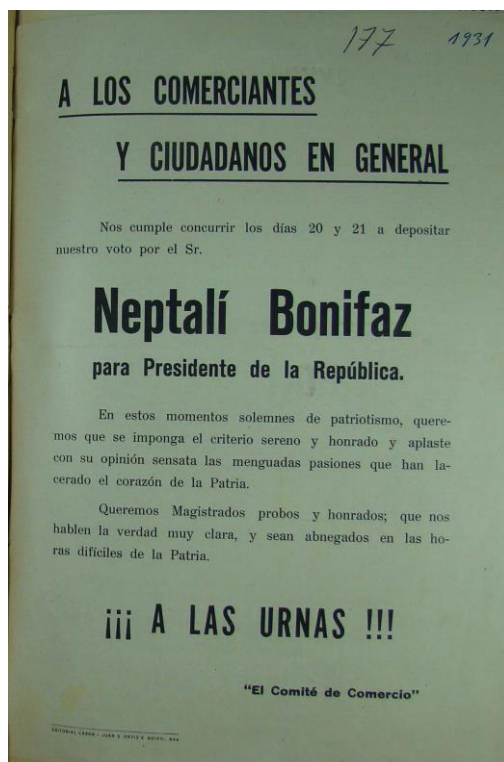 177 1931
A LOS COMERCIANTES
Y CIUDADANOS EN GENERAL
Nos cumple concurrir los días 20 y 21 a depositar
nuestro voto por el Sr.
Neptalí Bonifaz
para Presidente de la República.
En estos momentos solemnes de patriotismo, quere-
mos que se imponga el criterio sereno y honrado y aplaste
con su opinión sensata las menguadas pasiones que han la-
cerado el corazón de la Patria.
Queremos Magistrados probos y honrados; que nos
hablen la verdad muy clara, y sean abnegados en las ho-
ras difíciles de la Patria.
¡¡¡ A LAS URNAS !!!
"El Comité de Comercio"
EDITORIAL